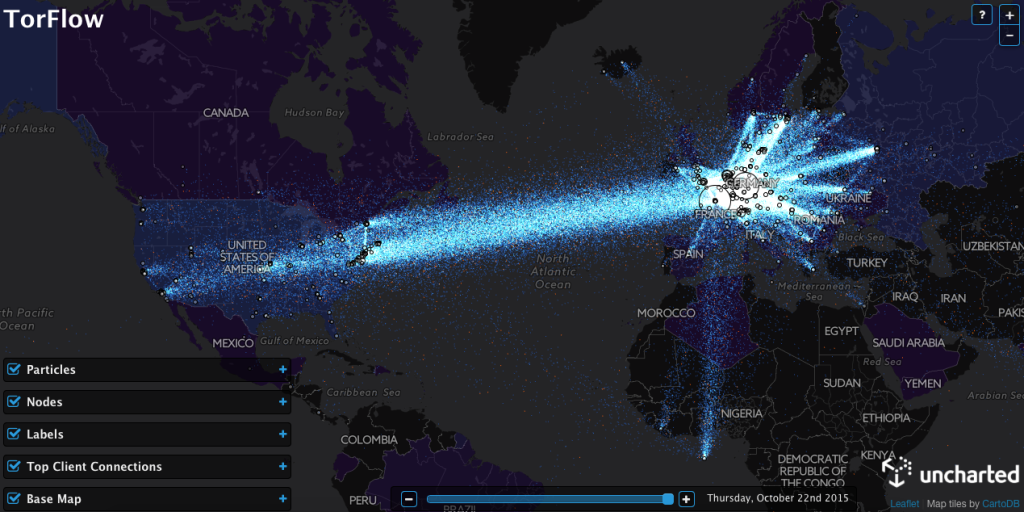 TorFlow
?
+
−
CANADA
Hudson Bay
lf of Alaska
Labrador Sea
GERMANY
UKRAINE
FRANCE
ROMANIA
ITALY
Black Sea
UNITED
STATES OF
AMERICA
SPAIN
UZBEKISTAN
North
Atlantic
Ocean
TURKEY
Mediterranean
Sea
IRAQ
IRAN
th Pacific
Ocean
MOROCCO
PAKIS
EGYPT
MEXICO
Gulf of Mexico
SAUDI ARABIA
Red Sea
Particles +
SUDAN
YEMEN
Caribbean Sea
Arabian Sea
Nodes +
NIGERIA
ETHIOPIA
Labels +
COLOMBIA
KENYA
DEMOCRATIC
REPUBLIC OF
THE CONGO
Top Client Connections +
uncharted
Base Map +
PERU
BRAZIL
− + Thursday, October 22nd 2015
Leaflet | Map tiles by CartoDB